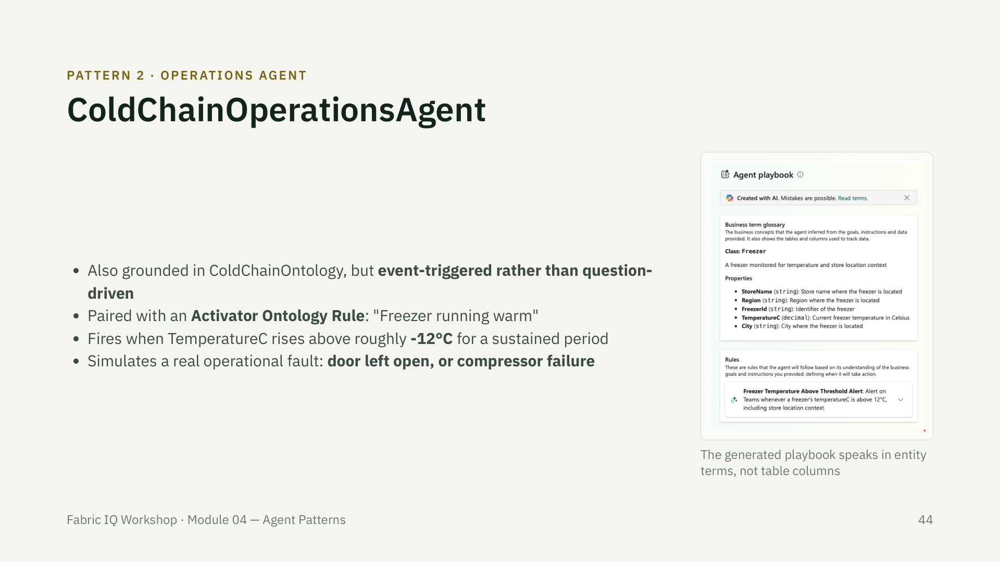 PATTERN 2 · OPERATIONS AGENT
ColdChainOperationsAgent
• Also grounded in ColdChainOntology, but event-triggered rather than question-
driven
• Paired with an Activator Ontology Rule: "Freezer running warm"
• Fires when TemperatureC rises above roughly -12°C for a sustained period
• Simulates a real operational fault: door left open, or compressor failure
Agent playbook
Created with AI. Mistakes are possible. Read terms.
Business term glossary
The business concepts that the agent inferred from the goals, instructions and data
provided. It also shows the tables and columns used to track data.
Class: Freezer
A freezer monitored for temperature and store location context
Properties
• StoreName (string): Store name where the freezer is located
• Region (string): Region where the freezer is located
• FreezerId (string): Identifier of the freezer
• TemperatureC (decimal): Current freezer temperature in Celsius
• City (string): City where the freezer is located
Rules
These are rules that the agent will follow based on its understanding of the business
goals and instructions you provided, defining when it will take action.
Freezer Temperature Above Threshold Alert: Alert on
Teams whenever a freezer's temperatureC is above 12°C,
including store location context.
The generated playbook speaks in entity
terms, not table columns
Fabric IQ Workshop · Module 04 — Agent Patterns
44